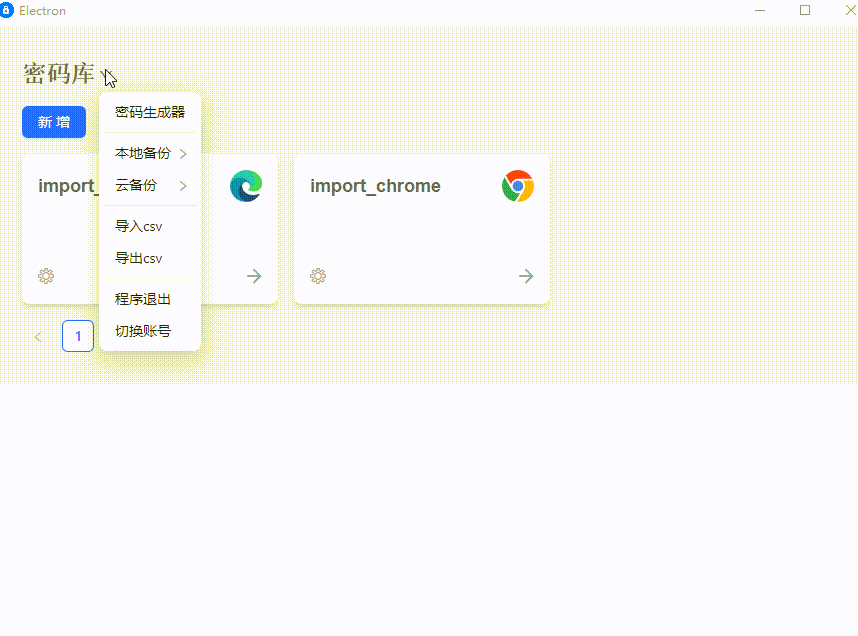 Electron
密码库
新 增
密码生成器
本地备份
云备份
导入csv
导出csv
程序退出
切换账号
import_
import_chrome
1